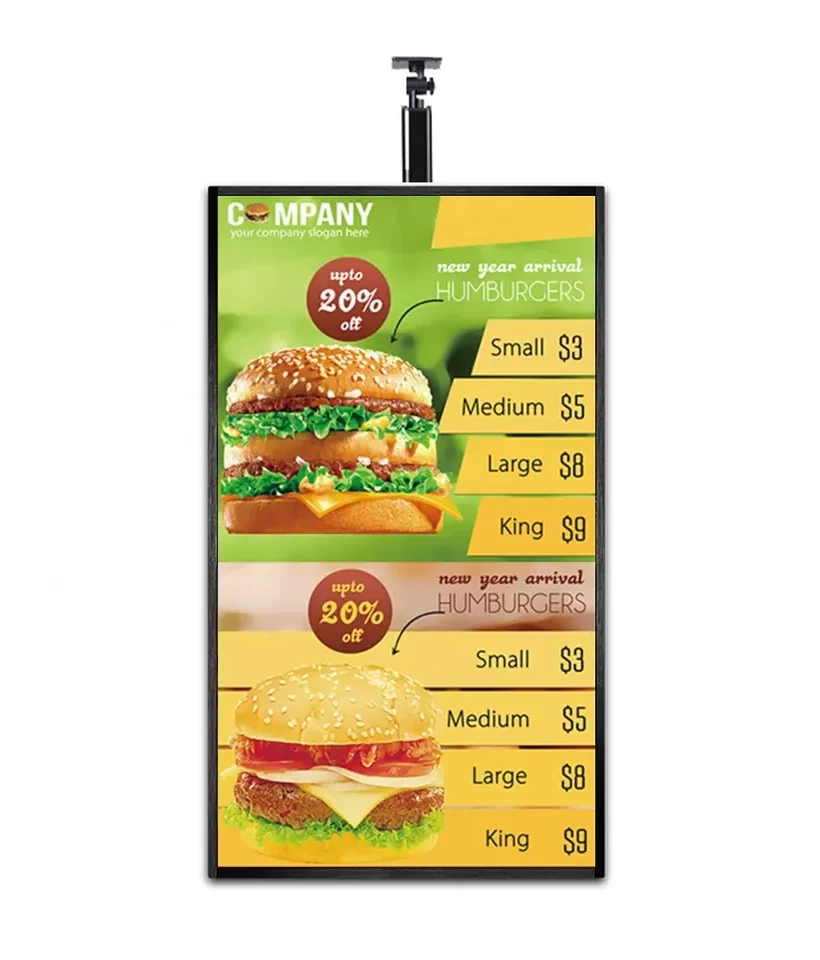 COMPANY
your company slogan here
new year arrival
HUMBURGERS
upto
20%
off
Small $3
Medium $5
Large $8
King $9
new year arrival
HUMBURGERS
upto
20%
off
Small $3
Medium $5
Large $8
King $9